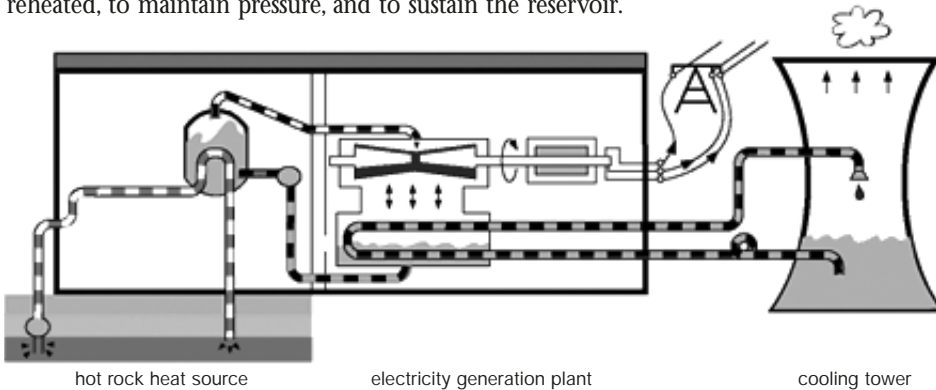 reheated, to maintain pressure, and to sustain the reservoir.
hot rock heat source
electricity generation plant
cooling tower